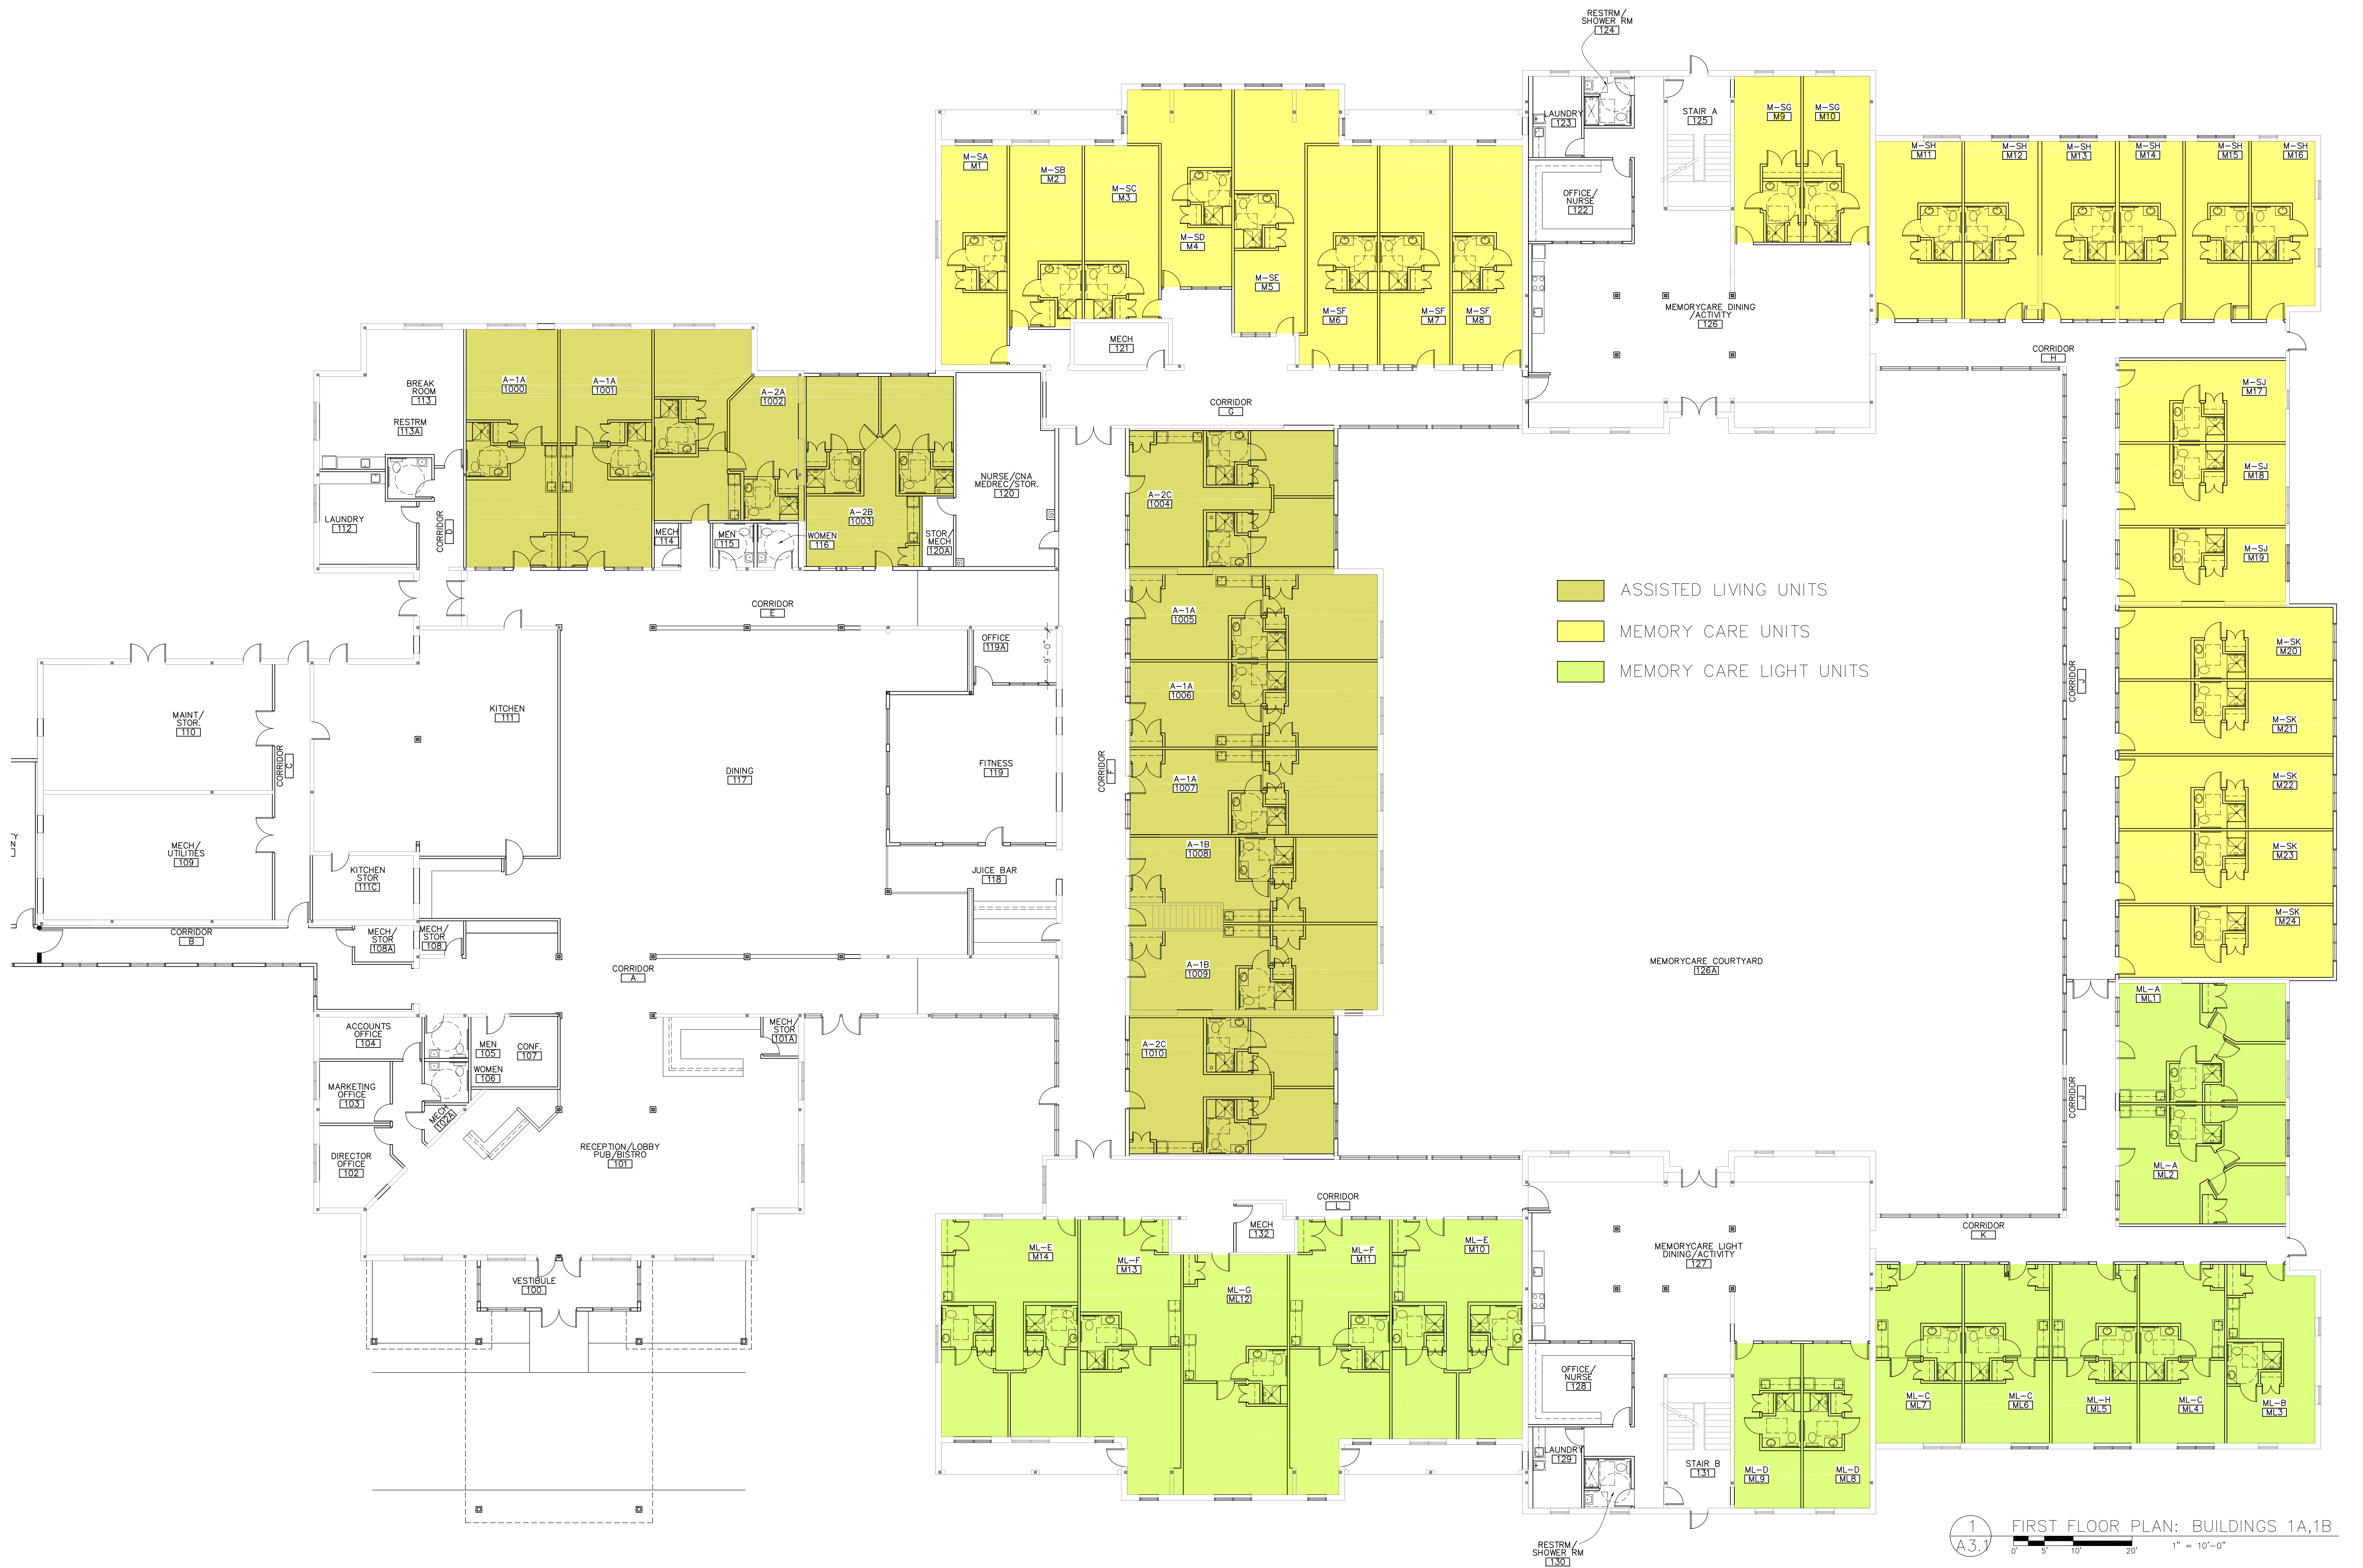 RESTRM/
SHOWER RM
124
LAUNDRY
123
STAIR A
125
M-SG
M9
M-SG
M10
OFFICE/
NURSE
122
M-SA
M1
M-SB
M2
M-SC
M3
M-SD
M4
M-SE
M5
M-SF
M6
M-SF
M7
M-SF
M8
M-SH
M11
M-SH
M12
M-SH
M13
M-SH
M14
M-SH
M15
M-SH
M16
MECH
121
MEMORYCARE DINING
/ACTIVITY
126
CORRIDOR
H
CORRIDOR
G
BREAK
ROOM
113
RESTRM
113A
A-1A
1000
A-1A
1001
A-2A
1002
A-2B
1003
NURSE/CNA
MEDREC/STOR.
120
LAUNDRY
112
CORRIDOR
D
MECH
114
MEN
115
WOMEN
116
STOR/
MECH
120A
A-2C
1004
M-SJ
M17
M-SJ
M18
M-SJ
M19
CORRIDOR
E
OFFICE
119A
9'-0"
A-1A
1005
A-1A
1006
A-1A
1007
A-1B
1008
A-1B
1009
A-2C
1010
ASSISTED LIVING UNITS
MEMORY CARE UNITS
MEMORY CARE LIGHT UNITS
M-SK
M20
M-SK
M21
M-SK
M22
M-SK
M23
M-SK
M24
CORRIDOR
J
MAINT/
STOR.
110
CORRIDOR
C
KITCHEN
111
DINING
117
FITNESS
119
CORRIDOR
F
MECH/
UTILITIES
109
KITCHEN
STOR
111C
JUICE BAR
118
CORRIDOR
B
MECH/
STOR
108A
MECH/
STOR
108
CORRIDOR
A
MEMORYCARE COURTYARD
126A
ML-A
ML1
ML-A
ML2
CORRIDOR
J
ACCOUNTS
OFFICE
104
MEN
105
WOMEN
106
CONF.
107
MECH/
STOR
101A
MARKETING
OFFICE
103
MECH
102A
DIRECTOR
OFFICE
102
RECEPTION/LOBBY
PUB/BISTRO
101
VESTIBULE
100
CORRIDOR
L
MECH
132
CORRIDOR
K
ML-E
M14
ML-F
M13
ML-G
ML12
ML-F
M11
ML-E
M10
MEMORYCARE LIGHT
DINING/ACTIVITY
127
OFFICE/
NURSE
128
ML-C
ML7
ML-C
ML6
ML-H
ML5
ML-C
ML4
ML-B
ML3
LAUNDRY
129
STAIR B
131
ML-D
ML9
ML-D
ML8
RESTRM/
SHOWER RM
130
1
A3.1
FIRST FLOOR PLAN: BUILDINGS 1A,1B
0' 5' 10' 20'
1" = 10'-0"